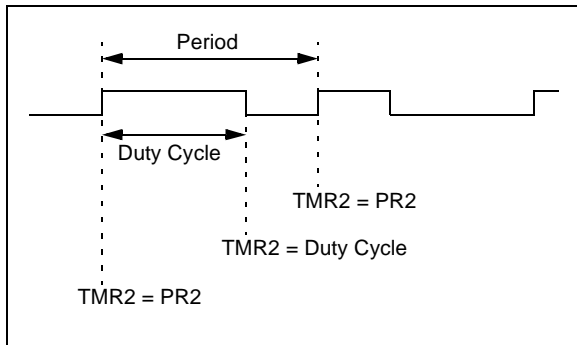 Period
Duty Cycle
TMR2 = PR2
TMR2 = Duty Cycle
TMR2 = PR2